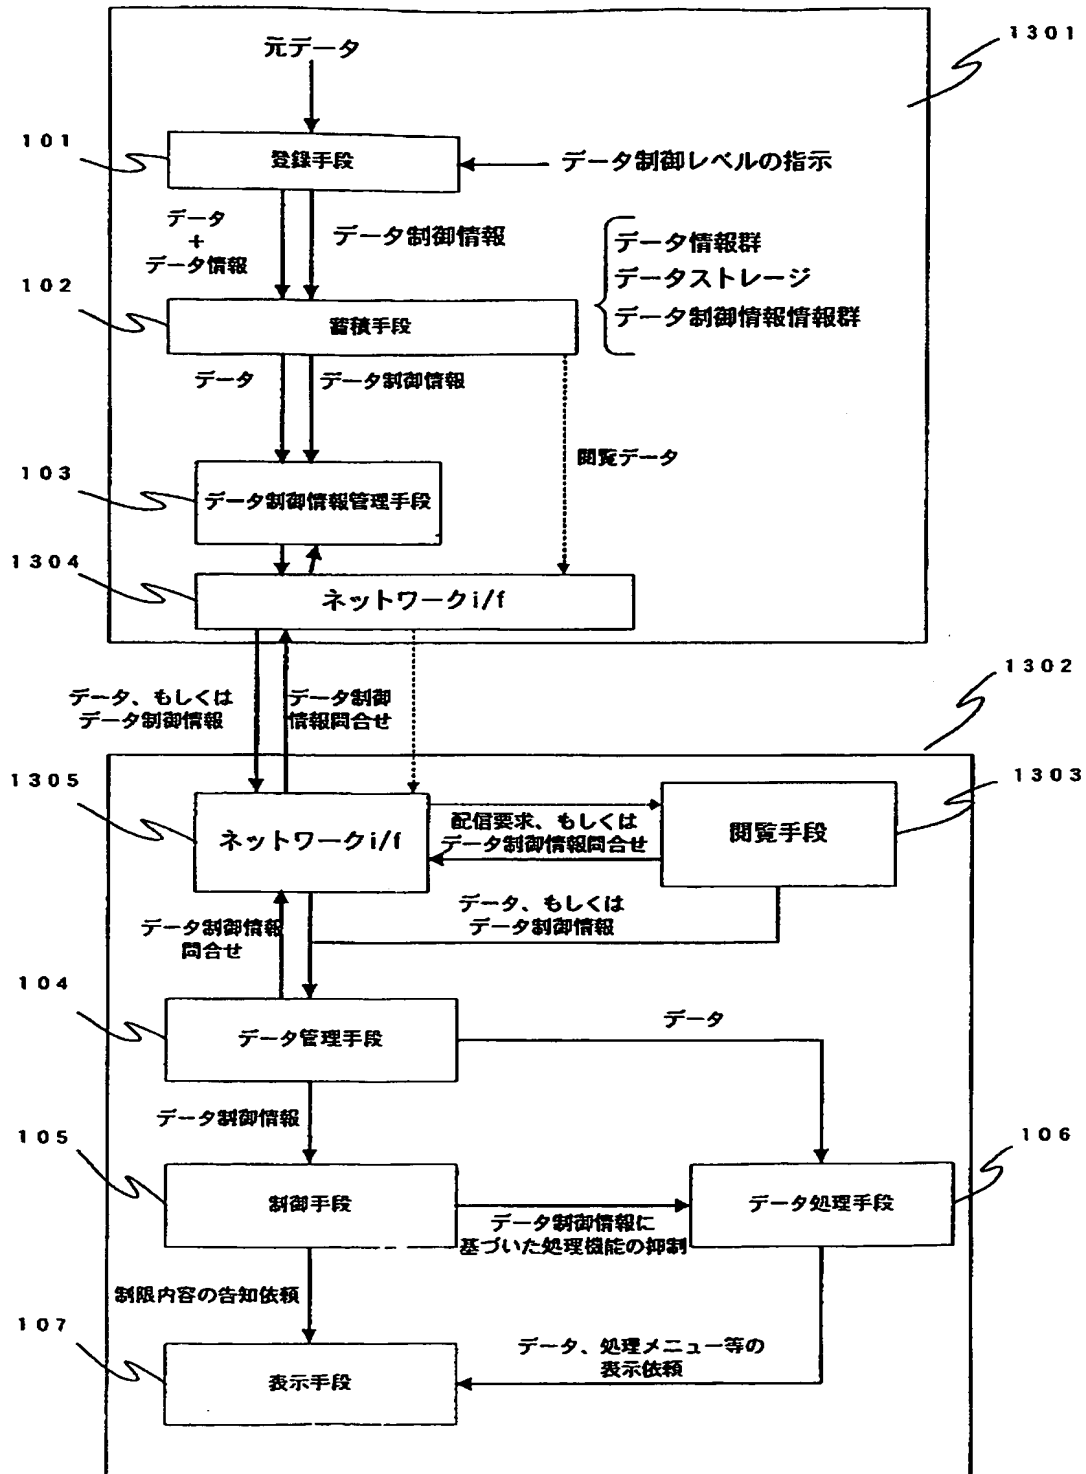 1301
元データ
101
登録手段
データ制御レベルの指示
データ
+
データ情報
データ制御情報
データ情報群
データストレージ
データ制御情報情報群
102
蓄積手段
データ
データ制御情報
閲覧データ
103
データ制御情報管理手段
1304
ネットワークi/f
データ、もしくは
データ制御情報
データ制御
情報問合せ
1302
1305
1303
ネットワークi/f
配信要求、もしくは
データ制御情報問合せ
閲覧手段
データ、もしくは
データ制御情報
データ制御情報
問合せ
104
データ管理手段
データ
データ制御情報
105
106
制御手段
データ処理手段
データ制御情報に
基づいた処理機能の抑制
制限内容の告知依頼
107
データ、処理メニュー等の
表示依頼
表示手段